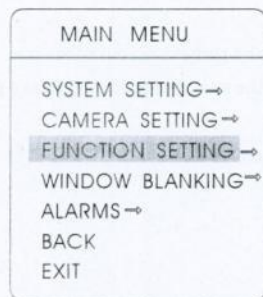 MAIN MENU
SYSTEM SETTING→
CAMERA SETTING→
FUNCTION SETTING→
WINDOW BLANKING→
ALARMS→
BACK
EXIT